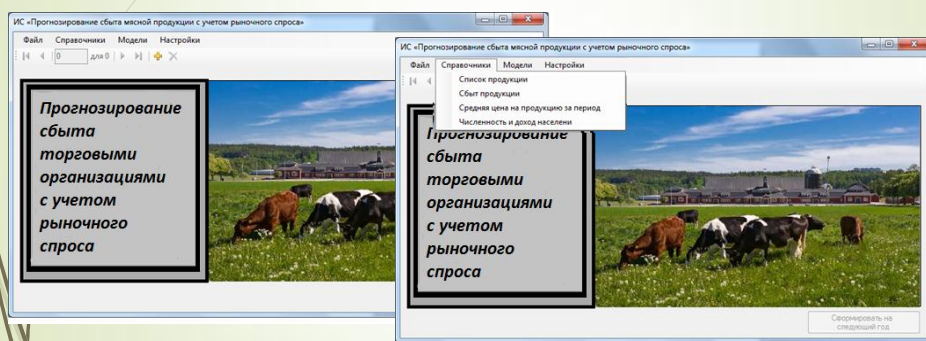 ИС «Прогнозирование сбыта мясной продукции с учетом рыночного спроса»
Файл Справочники Модели Настройки
0 для 0
Прогнозирование
сбыта
торговыми
организациями
с учетом
рыночного
спроса
ИС «Прогнозирование сбыта мясной продукции с учетом рыночного спроса»
Файл Справочники Модели Настройки
Список продукции
Сбыт продукции
Средняя цена на продукцию за период
Численность и доход населени
Прогнозирование
сбыта
торговыми
организациями
с учетом
рыночного
спроса
Сформировать на
следующий год